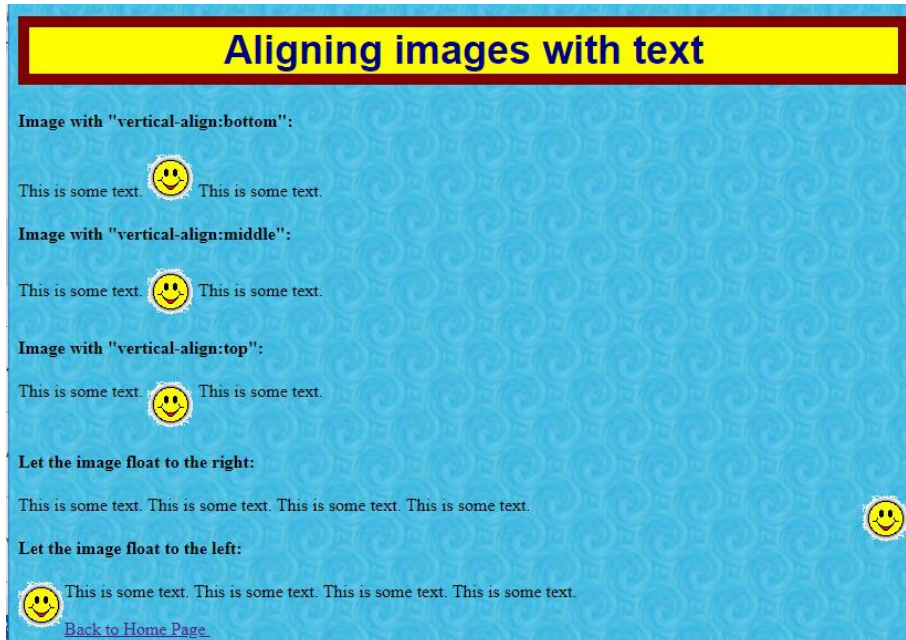 Aligning images with text
Image with "vertical-align:bottom":
This is some text. This is some text.
Image with "vertical-align:middle":
This is some text. This is some text.
Image with "vertical-align:top":
This is some text. This is some text.
Let the image float to the right:
This is some text. This is some text. This is some text. This is some text.
Let the image float to the left:
This is some text. This is some text. This is some text. This is some text.
Back to Home Page